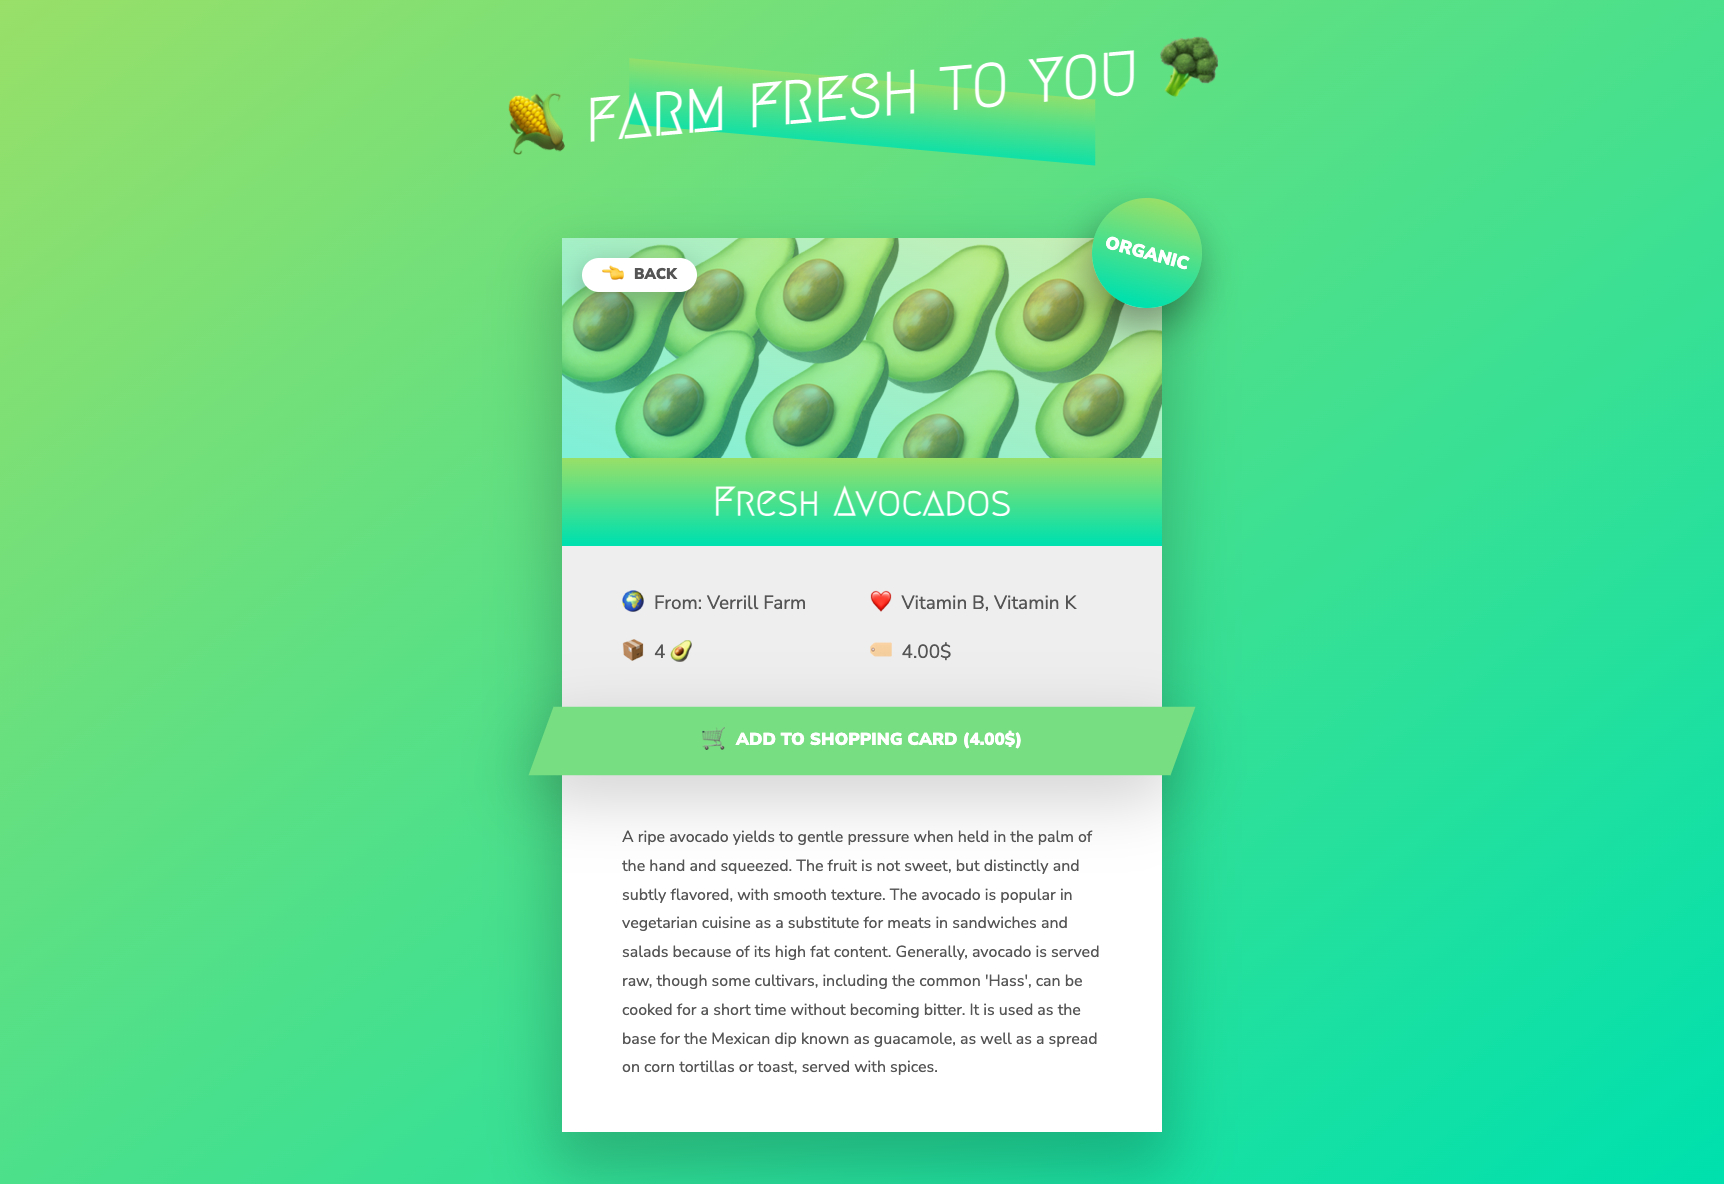 🌽 FARM FRESH TO YOU 🥦
ORGANIC
👈 BACK
Fresh Avocados
🌍 From: Verrill Farm
❤️ Vitamin B, Vitamin K
📦 4 🥑
🏷️ 4.00$
🛒 ADD TO SHOPPING CARD (4.00$)
A ripe avocado yields to gentle pressure when held in the palm of
the hand and squeezed. The fruit is not sweet, but distinctly and
subtly flavored, with smooth texture. The avocado is popular in
vegetarian cuisine as a substitute for meats in sandwiches and
salads because of its high fat content. Generally, avocado is served
raw, though some cultivars, including the common 'Hass', can be
cooked for a short time without becoming bitter. It is used as the
base for the Mexican dip known as guacamole, as well as a spread
on corn tortillas or toast, served with spices.